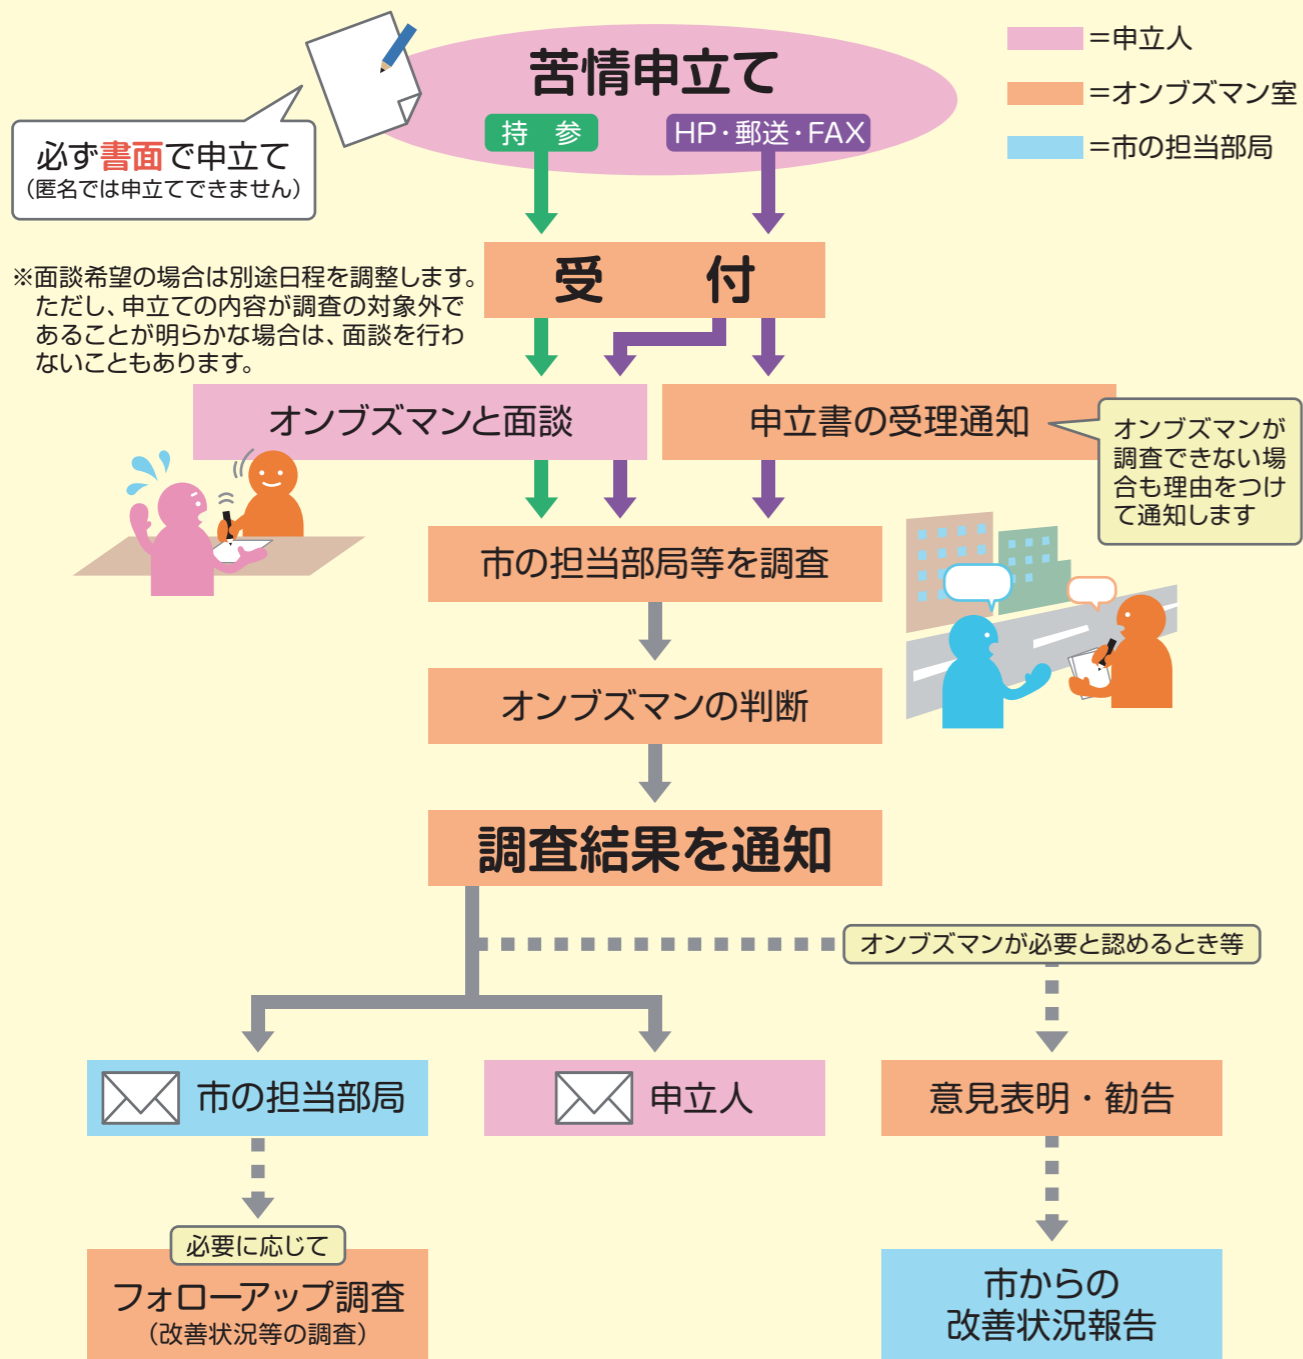 苦情申立て
持　参
HP・郵送・FAX
＝申立人
＝オンブズマン室
＝市の担当部局
必ず書面で申立て
（匿名では申立てできません）
※面談希望の場合は別途日程を調整します。
ただし、申立ての内容が調査の対象外で
あることが明らかな場合は、面談を行わ
ないこともあります。
受　付
オンブズマンと面談
申立書の受理通知
オンブズマンが
調査できない場
合も理由をつけ
て通知します
市の担当部局等を調査
オンブズマンの判断
調査結果を通知
オンブズマンが必要と認めるとき等
市の担当部局
申立人
意見表明・勧告
必要に応じて
フォローアップ調査
（改善状況等の調査）
市からの
改善状況報告